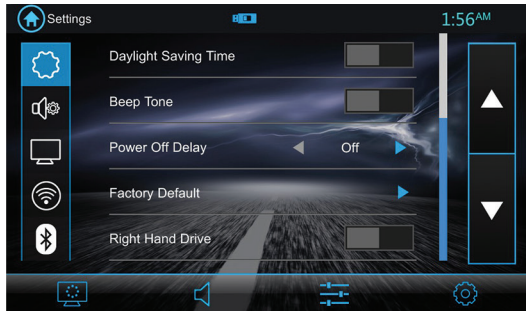 Settings
1:56AM
Daylight Saving Time
Beep Tone
Power Off Delay
Off
Factory Default
Right Hand Drive